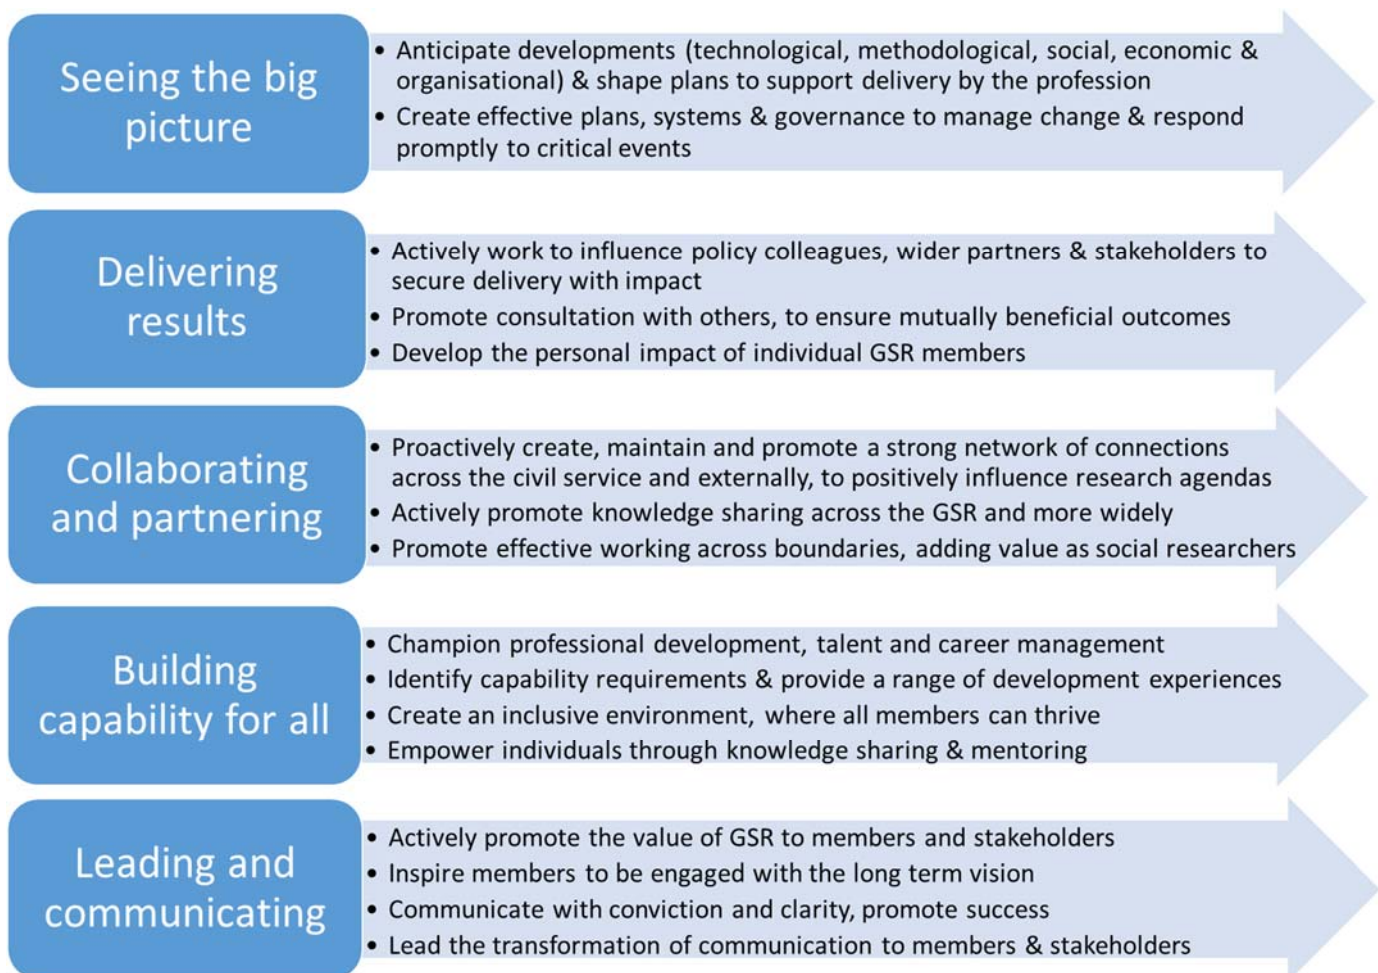 Seeing the big
picture
• Anticipate developments (technological, methodological, social, economic &
organisational) & shape plans to support delivery by the profession
• Create effective plans, systems & governance to manage change & respond
promptly to critical events
Delivering
results
• Actively work to influence policy colleagues, wider partners & stakeholders to
secure delivery with impact
• Promote consultation with others, to ensure mutually beneficial outcomes
• Develop the personal impact of individual GSR members
Collaborating
and partnering
• Proactively create, maintain and promote a strong network of connections
across the civil service and externally, to positively influence research agendas
• Actively promote knowledge sharing across the GSR and more widely
• Promote effective working across boundaries, adding value as social researchers
Building
capability for all
• Champion professional development, talent and career management
• Identify capability requirements & provide a range of development experiences
• Create an inclusive environment, where all members can thrive
• Empower individuals through knowledge sharing & mentoring
Leading and
communicating
• Actively promote the value of GSR to members and stakeholders
• Inspire members to be engaged with the long term vision
• Communicate with conviction and clarity, promote success
• Lead the transformation of communication to members & stakeholders